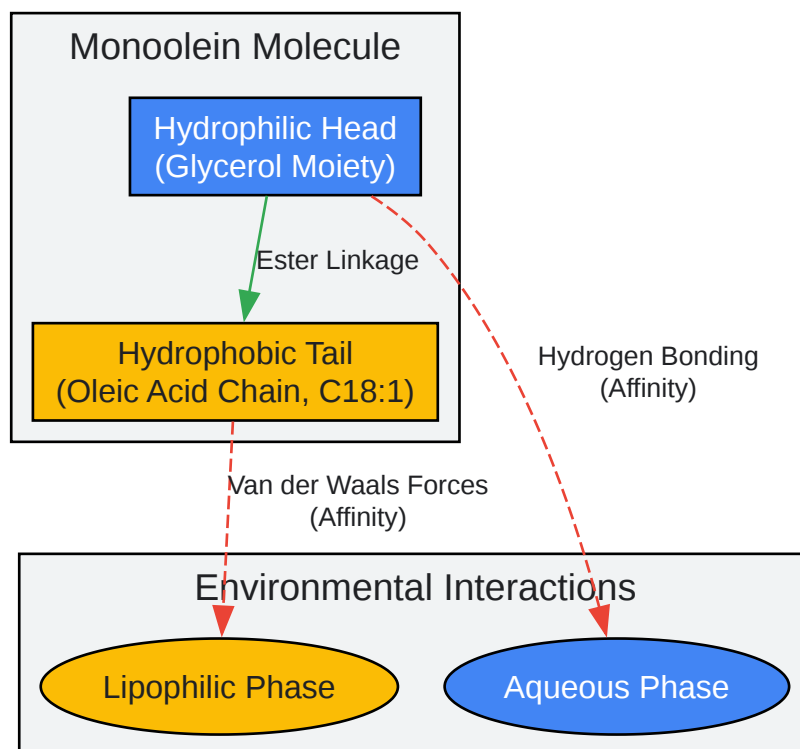 Monoolein Molecule
Hydrophilic Head
(Glycerol Moiety)
Ester Linkage
Hydrophobic Tail
(Oleic Acid Chain, C18:1)
Hydrogen Bonding
(Affinity)
Van der Waals Forces
(Affinity)
Environmental Interactions
Lipophilic Phase
Aqueous Phase